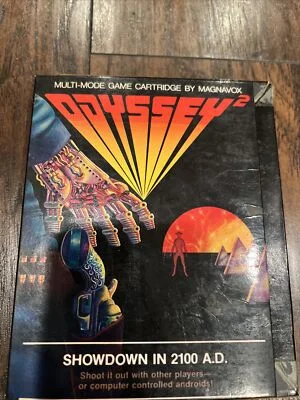 MULTI-MODE GAME CARTRIDGE BY MAGNAVOX
ODYSSEY²
SHOWDOWN IN 2100 A.D.
Shoot it out with other players—
or computer controlled androids!